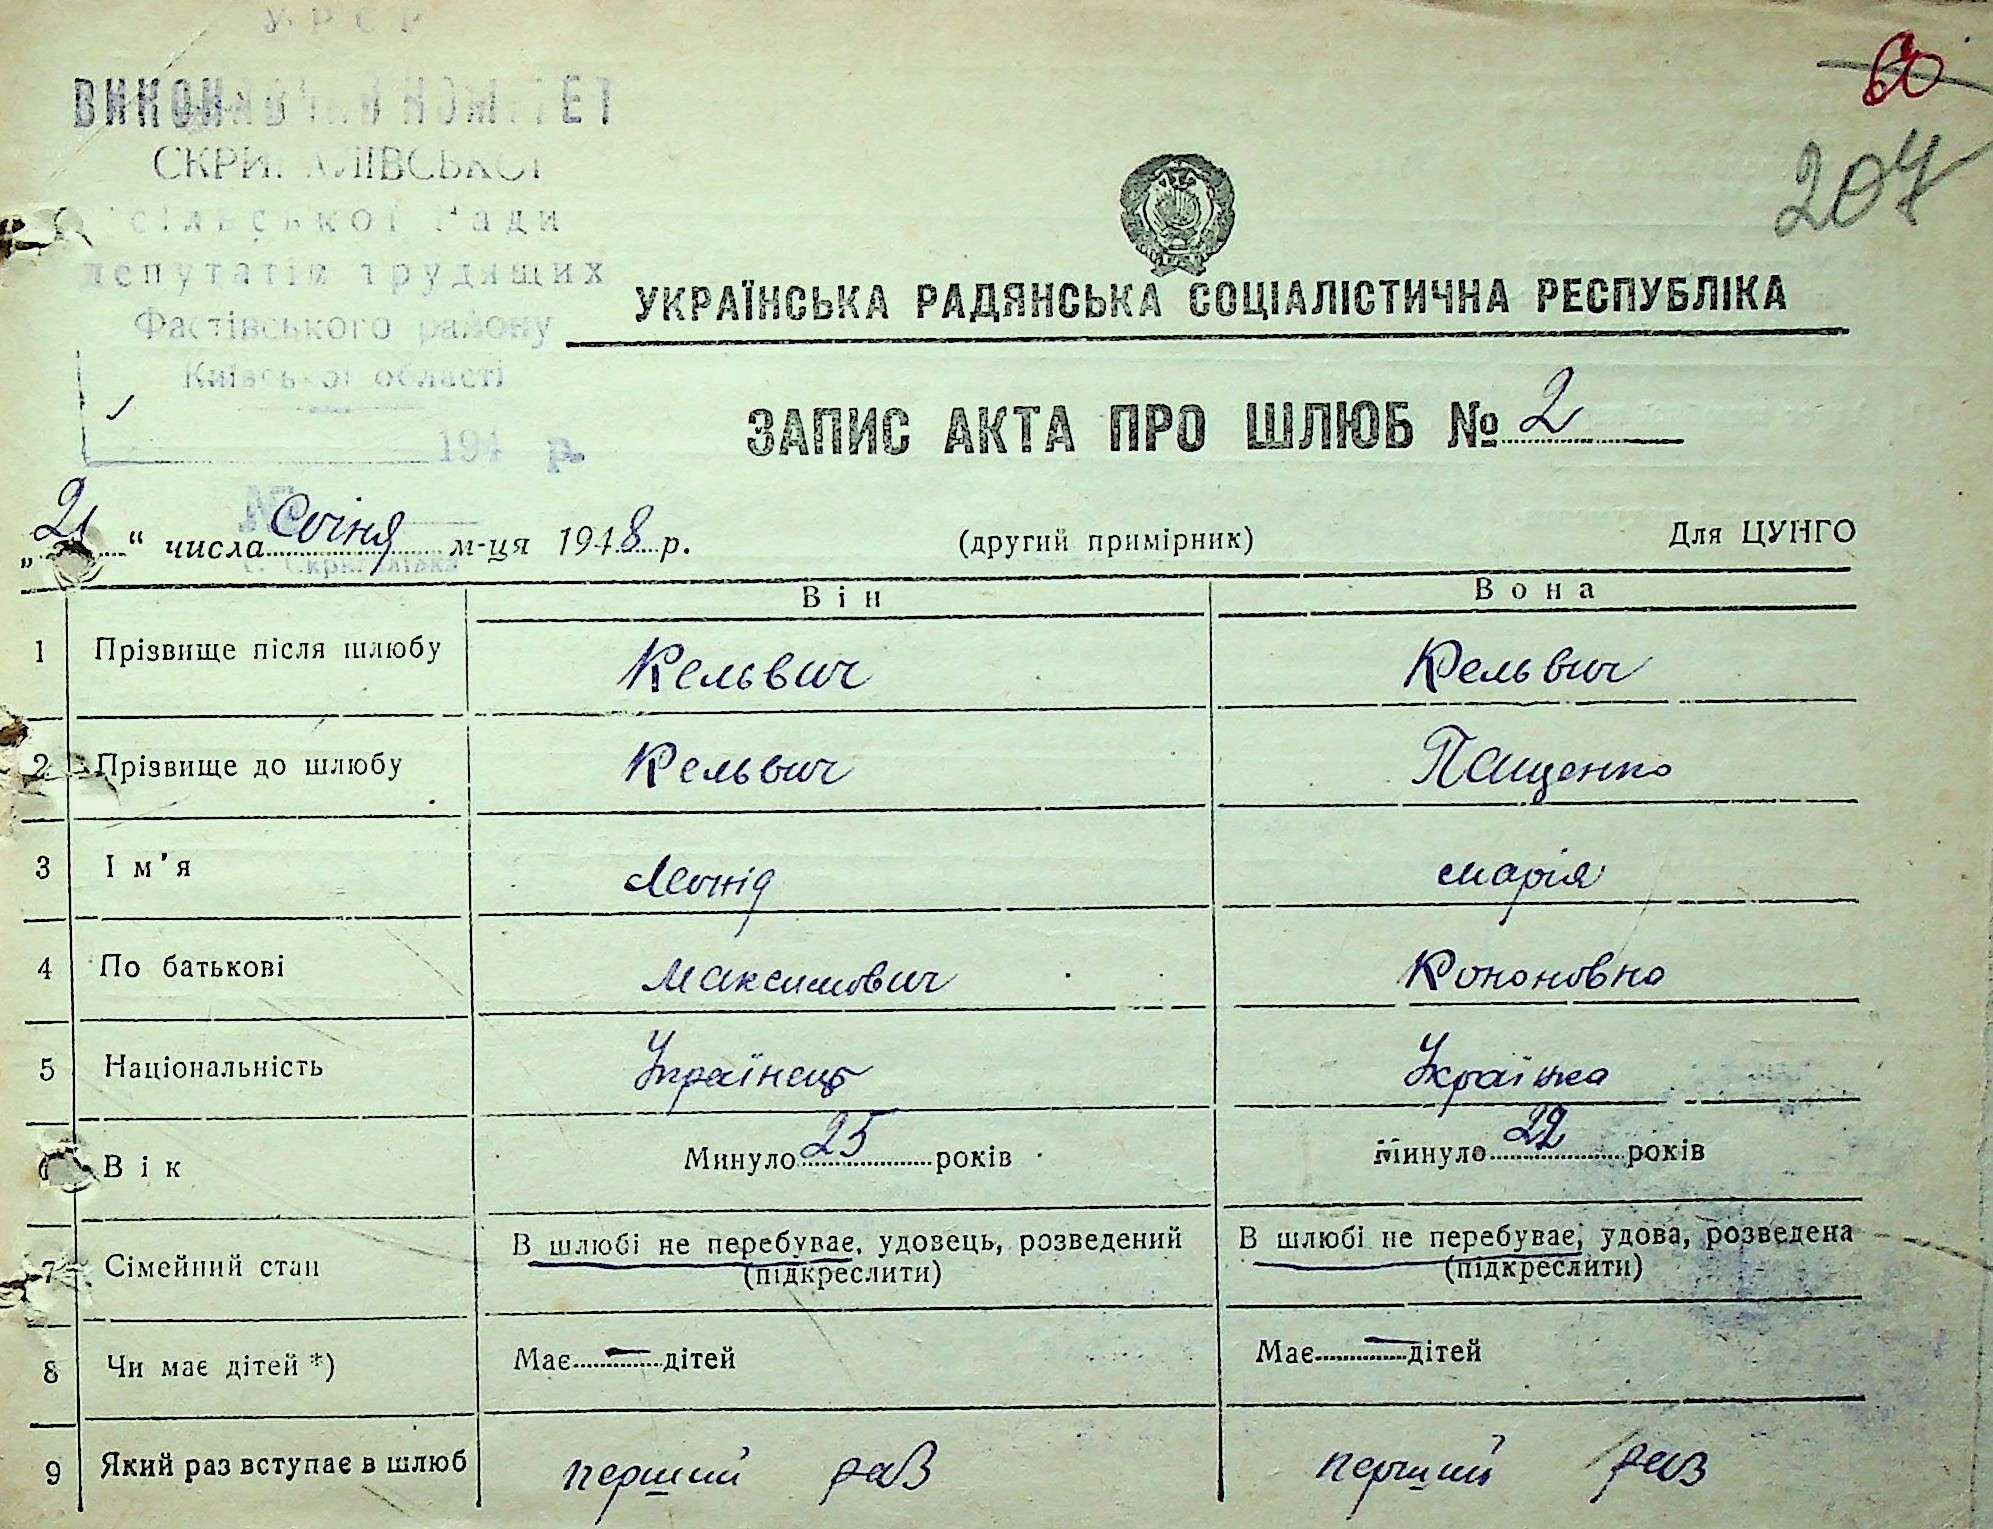 УРСР
ВИКОНАВЧИЙ КОМІТЕТ
СКРИГАЛІВСЬКОЇ
сільської Ради
депутатів трудящих
Фастівського району
Київської області
194 р.
№
с. Скригалівка
60
207
УКРАЇНСЬКА РАДЯНСЬКА СОЦІАЛІСТИЧНА РЕСПУБЛІКА
ЗАПИС АКТА ПРО ШЛЮБ № 2
„21“ числа Січня м-ця 1948 р. (другий примірник) Для ЦУНГО
Він Вона
1 Прізвище після шлюбу Кельвич Кельвич
2 Прізвище до шлюбу Кельвич Пащенко
3 Ім'я Леонід Марія
4 По батькові Максимович Кононовна
5 Національність Українець Українка
6 Вік Минуло 25 років Минуло 22 років
7 Сімейний стан В шлюбі не перебуває, удовець, розведений В шлюбі не перебуває, удова, розведена
(підкреслити) (підкреслити)
8 Чи має дітей *) Має — дітей Має — дітей
9 Який раз вступає в шлюб перший раз перший раз